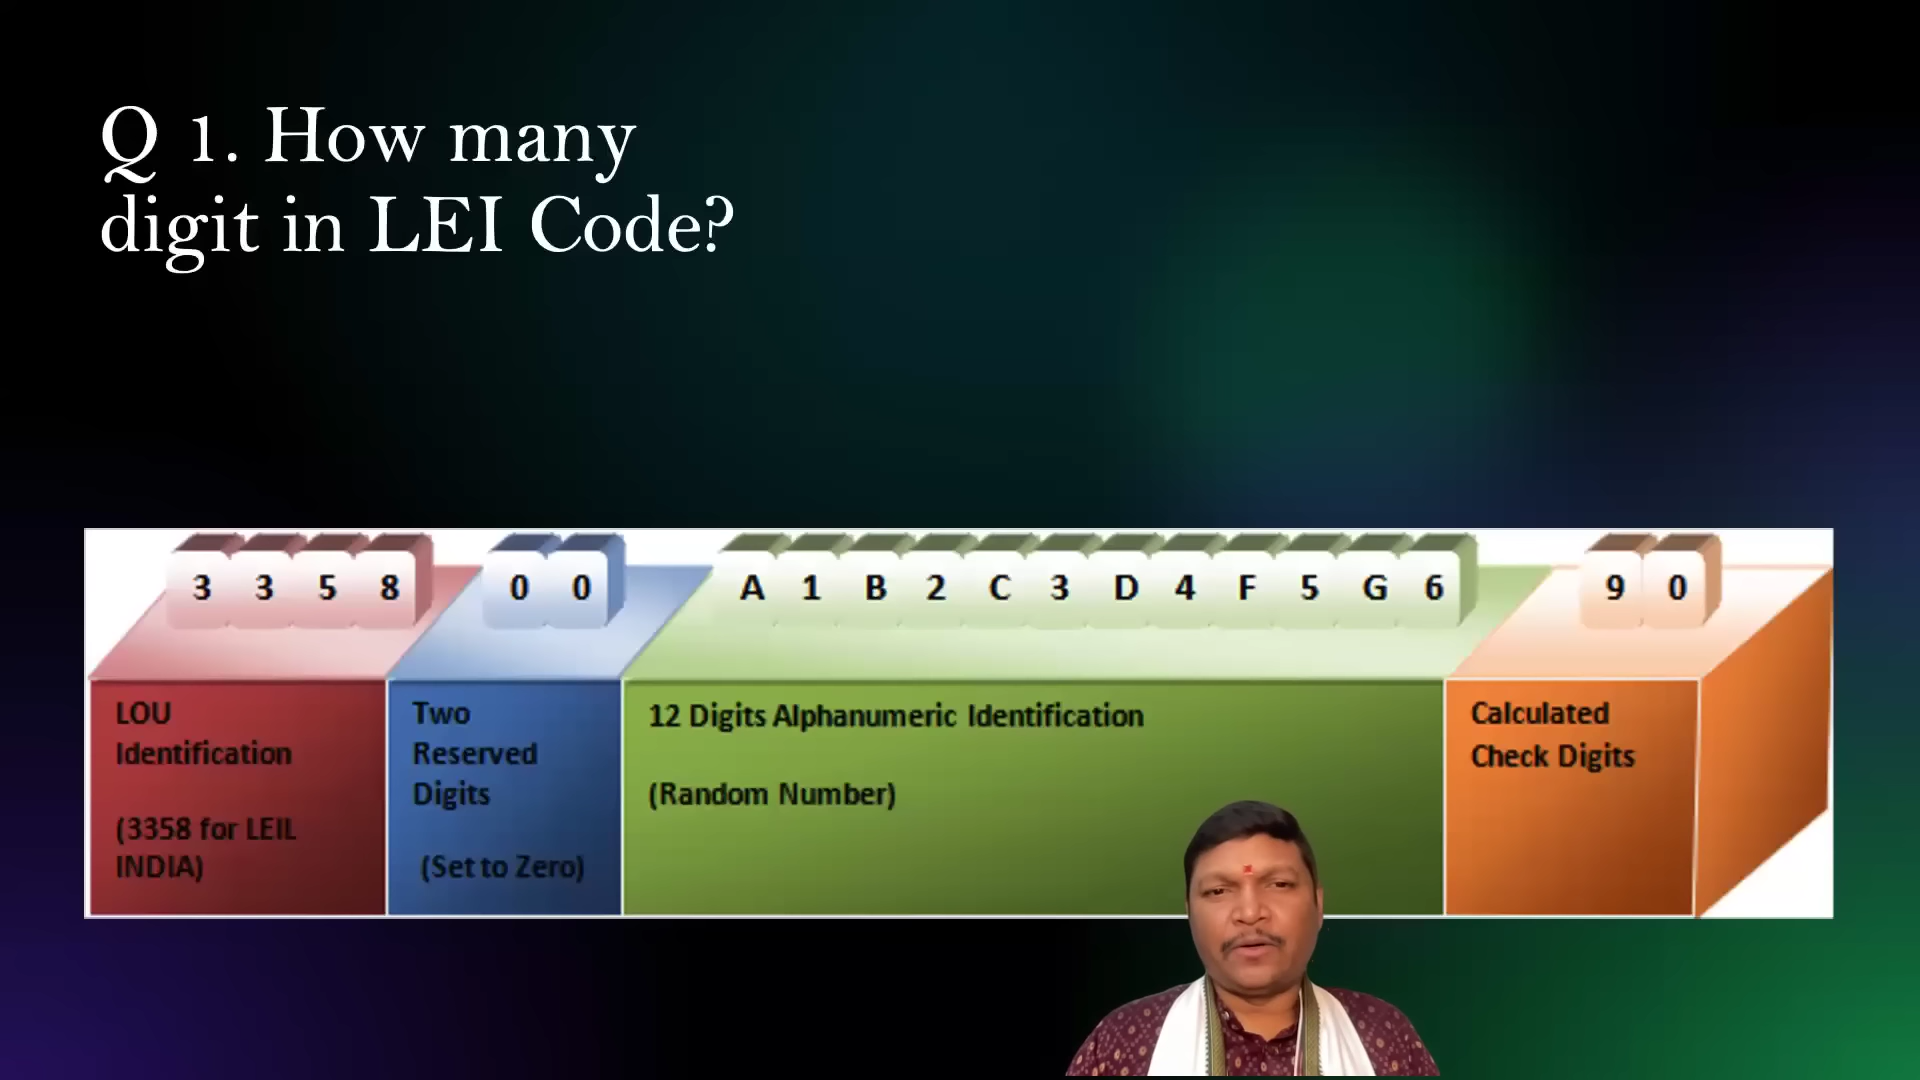 Q 1. How many
digit in LEI Code?
3 3 5 8 0 0 A 1 B 2 C 3 D 4 F 5 G 6 9 0
LOU
Identification
(3358 for LEIL
INDIA)
Two
Reserved
Digits
(Set to Zero)
12 Digits Alphanumeric Identification
(Random Number)
Calculated
Check Digits